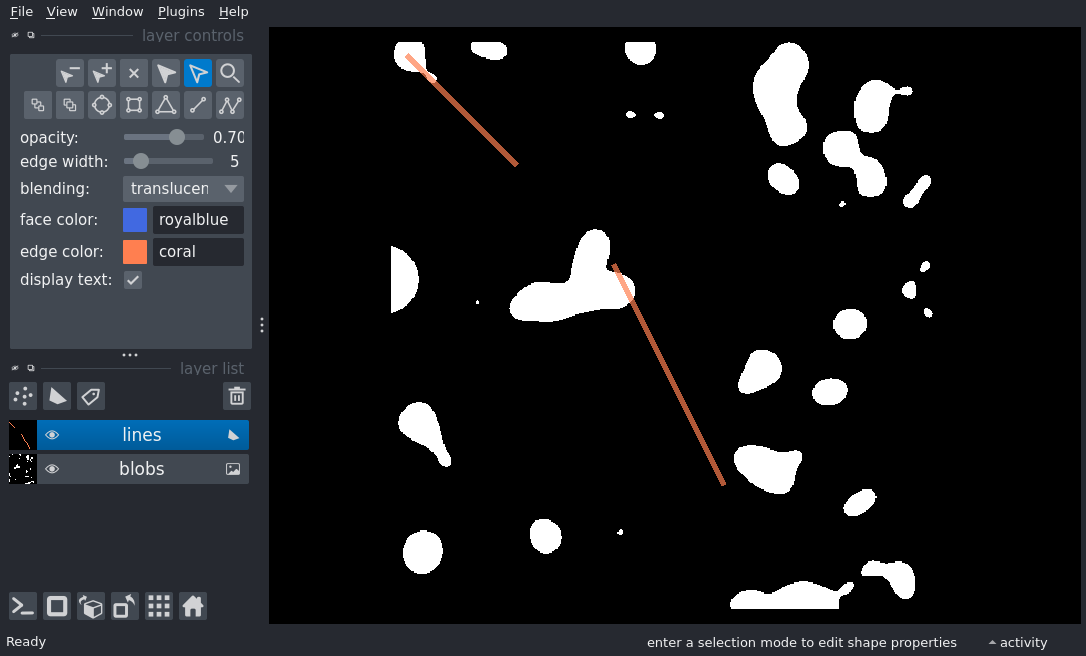 File View Window Plugins Help
layer controls
opacity: 0.70
edge width: 5
blending: translucen
face color: royalblue
edge color: coral
display text:
layer list
lines
blobs
Ready
enter a selection mode to edit shape properties
activity